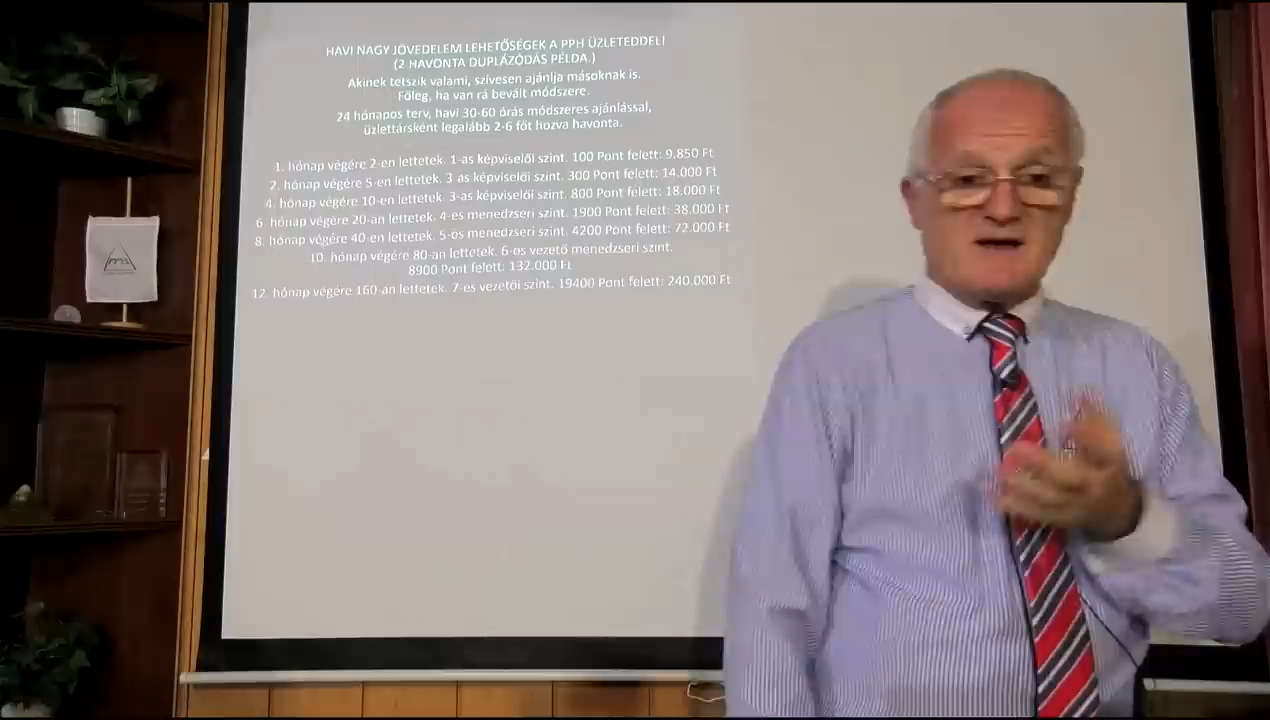 HAVI NAGY JÖVEDELEM LEHETŐSÉGEK A PPH ÜZLETEDDEL!
(2 HAVONTA DUPLÁZÓDÁS PÉLDA.)
Akinek tetszik valami, szívesen ajánlja másoknak is.
Főleg, ha van rá bevált módszere.
24 hónapos terv, havi 30-60 órás módszeres ajánlással,
üzlettársként legalább 2-6 főt hozva havonta.
1. hónap végére 2-en lettetek. 1-as képviselői szint. 100 Pont felett: 9.850 Ft
2. hónap végére 5-en lettetek. 3 as képviselői szint. 300 Pont felett: 14.000 Ft
4. hónap végére 10-en lettetek. 3-as képviselői szint. 800 Pont felett: 18.000 Ft
6. hónap végére 20-an lettetek. 4-es menedzseri szint. 1900 Pont felett: 38.000 Ft
8. hónap végére 40-en lettetek. 5-ös menedzseri szint. 4200 Pont felett: 72.000 Ft
10. hónap végére 80-an lettetek. 6-os vezető menedzseri szint.
8900 Pont felett: 132.000 Ft
12. hónap végére 160-an lettetek. 7-es vezetői szint. 19400 Pont felett: 240.000 Ft